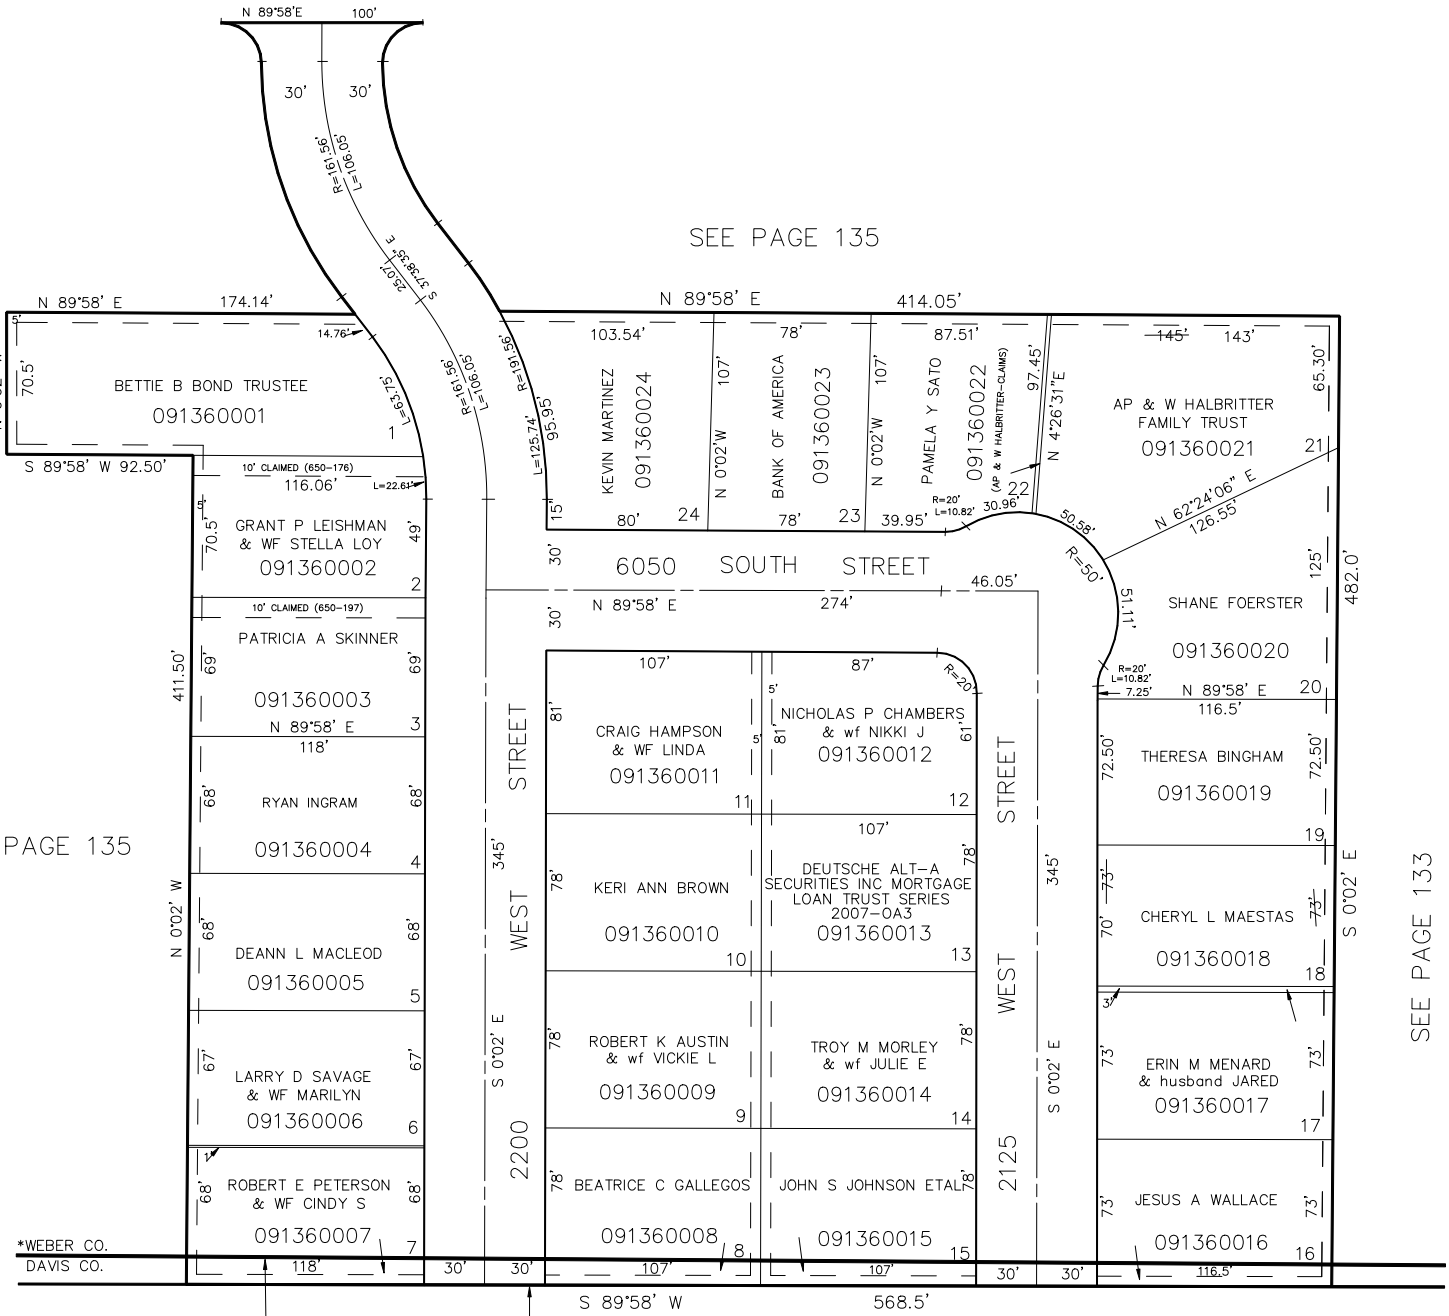 N 89°58'E 100'
30' 30'
R=161.56'
L=106.05'
S 37°38'35" E
25.07'
SEE PAGE 135
N 89°58' E 174.14'
N 89°58' E 414.05'
5'
70.5'
14.76'
L=63.75'
BETTIE B BOND TRUSTEE
091360001
1
S 89°58' W 92.50'
R=161.56'
L=106.05'
R=191.56'
L=125.74'
95.95'
15'
103.54'
KEVIN MARTINEZ
091360024
80' 24
107'
N 0°02'W
78'
BANK OF AMERICA
091360023
78' 23
107'
N 0°02'W
87.51'
PAMELA Y SATO
091360022
(AP & W HALBRITTER-CLAIMS)
22
39.95'
R=20'
L=10.82'
30.96'
97.45'
N 4°26'31"E
145' 143'
65.30'
AP & W HALBRITTER
FAMILY TRUST
091360021
21
50.58'
R=50'
N 62°24'06" E
126.55'
10' CLAIMED (650-176)
116.06'
L=22.61'
5'
70.5'
49'
GRANT P LEISHMAN
& WF STELLA LOY
091360002
2
30'
6050 SOUTH STREET
46.05'
30'
N 89°58' E 274'
51.11'
125'
482.0'
SHANE FOERSTER
091360020
20
R=20'
L=10.82'
7.25'
N 89°58' E
116.5'
10' CLAIMED (650-197)
PATRICIA A SKINNER
69' 69'
411.50'
091360003
3
N 89°58' E
118'
107'
81'
CRAIG HAMPSON
& WF LINDA
091360011
11
5'
87'
R=20'
5'
81'
61'
NICHOLAS P CHAMBERS
& wf NIKKI J
091360012
12
107'
72.50' 72.50'
THERESA BINGHAM
091360019
19
68' 68'
RYAN INGRAM
091360004
4
PAGE 135
N 0°02' W
345'
78'
KERI ANN BROWN
091360010
10
78'
DEUTSCHE ALT-A
SECURITIES INC MORTGAGE
LOAN TRUST SERIES
2007-0A3
091360013
13
345'
73' 73'
70'
CHERYL L MAESTAS
091360018
18
S 0°02' E
SEE PAGE 133
68' 68'
DEANN L MACLEOD
091360005
5
S 0°02' E
2200 WEST STREET
78'
ROBERT K AUSTIN
& wf VICKIE L
091360009
9
78'
TROY M MORLEY
& wf JULIE E
091360014
14
S 0°02' E
2125 WEST STREET
3'
73' 73'
ERIN M MENARD
& husband JARED
091360017
17
67' 67'
LARRY D SAVAGE
& WF MARILYN
091360006
6
1'
68' 68'
ROBERT E PETERSON
& WF CINDY S
091360007
7
78'
BEATRICE C GALLEGOS
091360008
8
78'
JOHN S JOHNSON ETAL
091360015
15
73' 73'
JESUS A WALLACE
091360016
16
*WEBER CO.
DAVIS CO.
118' 30' 30' 107' 107' 30' 30' 116.5'
S 89°58' W 568.5'